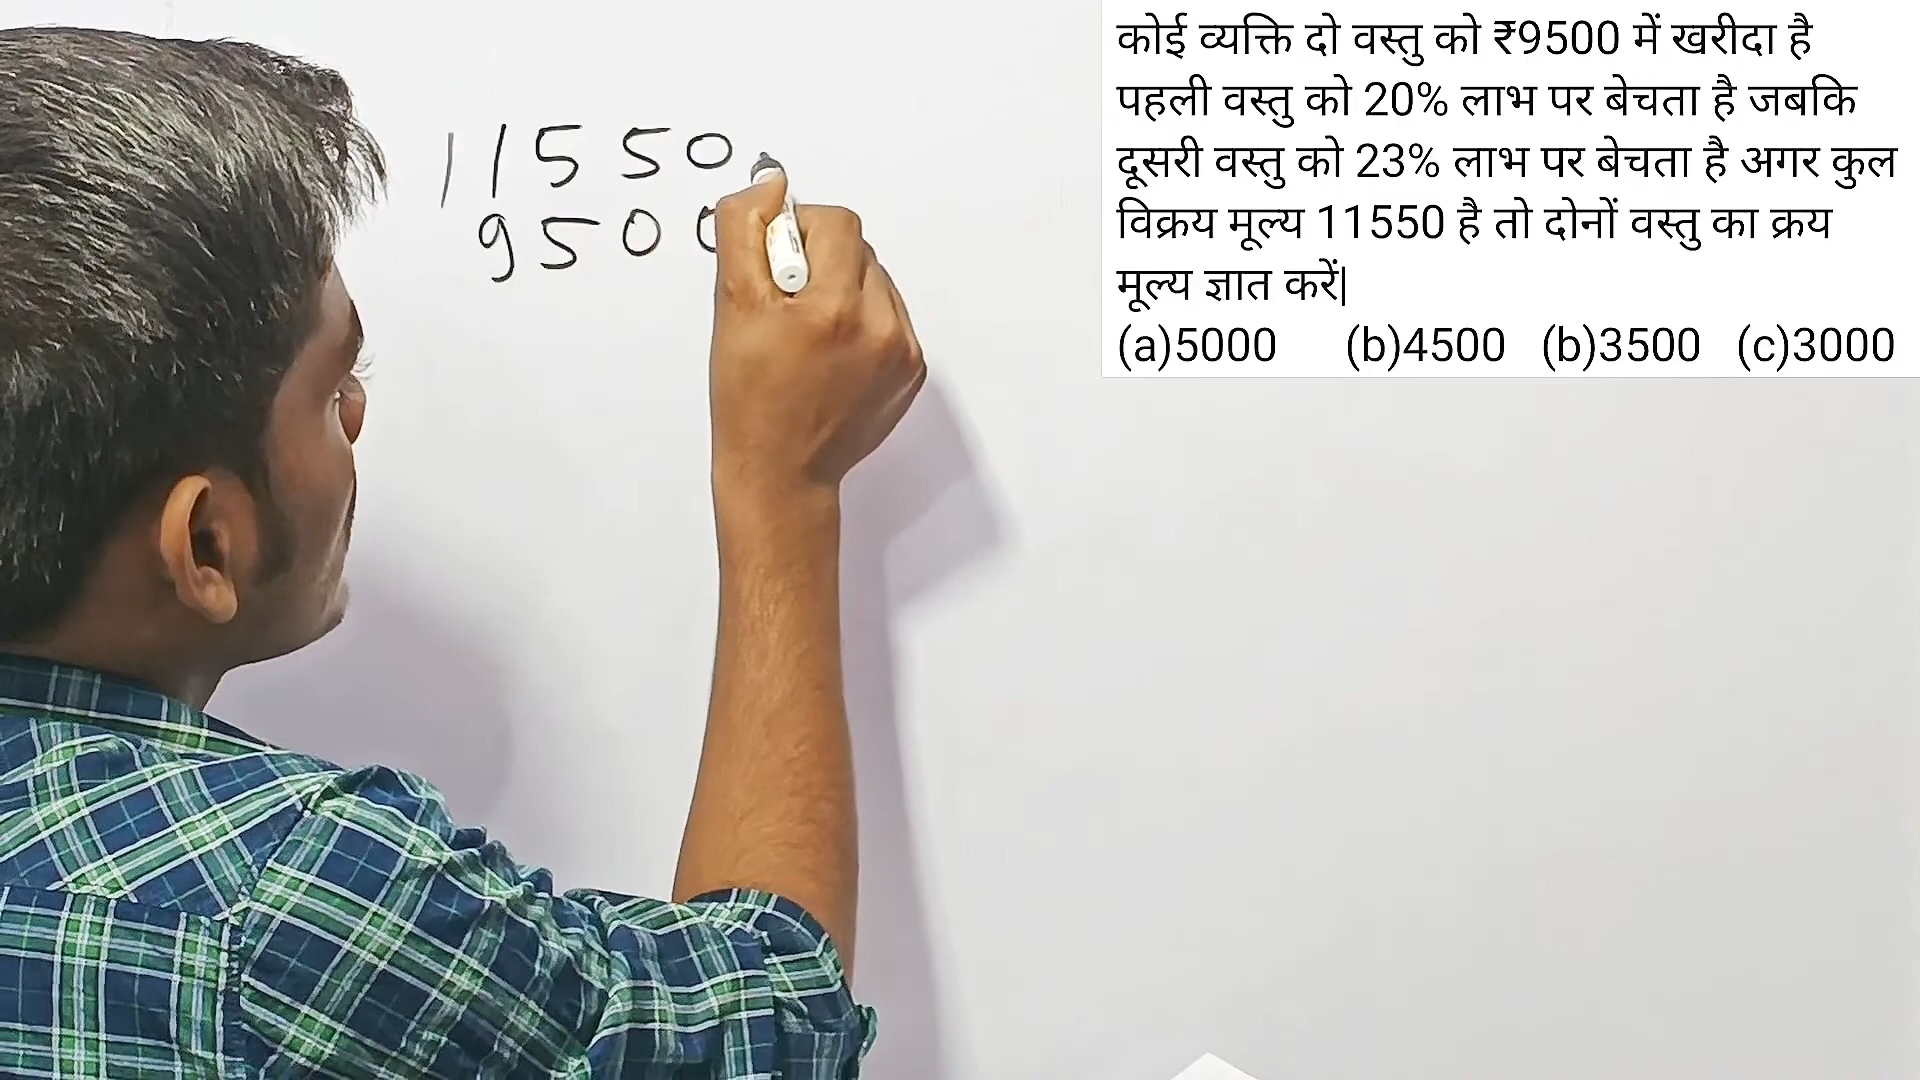 11550
950
कोई व्यक्ति दो वस्तु को ₹9500 में खरीदा है
पहली वस्तु को 20% लाभ पर बेचता है जबकि
दूसरी वस्तु को 23% लाभ पर बेचता है अगर कुल
विक्रय मूल्य 11550 है तो दोनों वस्तु का क्रय
मूल्य ज्ञात करें|
(a)5000 (b)4500 (b)3500 (c)3000